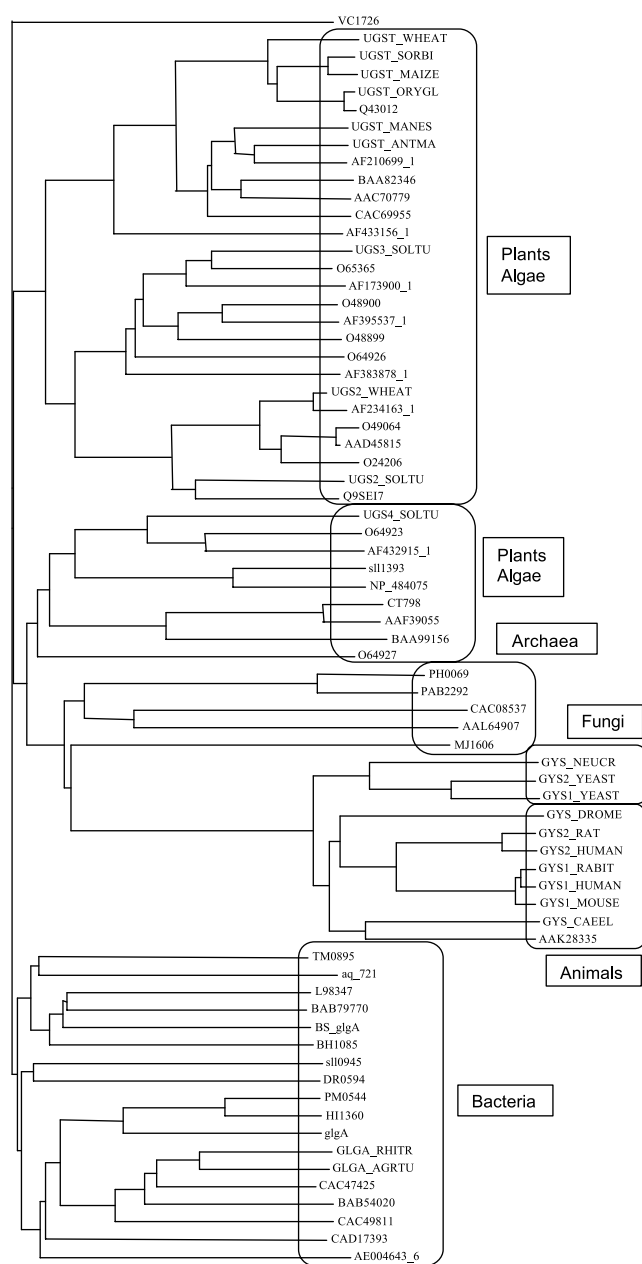 VC1726
UGST_WHEAT
UGST_SORBI
UGST_MAIZE
UGST_ORYGL
Q43012
UGST_MANES
UGST_ANTMA
AF210699_1
BAA82346
AAC70779
CAC69955
AF433156_1
UGS3_SOLTU
O65365
AF173900_1
O48900
AF395537_1
O48899
O64926
AF383878_1
UGS2_WHEAT
AF234163_1
O49064
AAD45815
O24206
UGS2_SOLTU
Q9SEI7
Plants
Algae
UGS4_SOLTU
O64923
AF432915_1
sll1393
NP_484075
CT798
AAF39055
BAA99156
O64927
Plants
Algae
Archaea
PH0069
PAB2292
CAC08537
AAL64907
MJ1606
Fungi
GYS_NEUCR
GYS2_YEAST
GYS1_YEAST
GYS_DROME
GYS2_RAT
GYS2_HUMAN
GYS1_RABIT
GYS1_HUMAN
GYS1_MOUSE
GYS_CAEEL
AAK28335
Animals
TM0895
aq_721
L98347
BAB79770
BS_glgA
BH1085
sll0945
DR0594
PM0544
HI1360
glgA
GLGA_RHITR
GLGA_AGRTU
CAC47425
BAB54020
CAC49811
CAD17393
AE004643_6
Bacteria